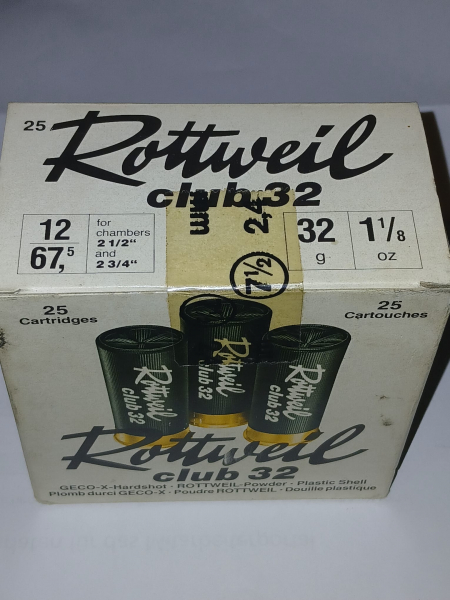 25 Rottweil
club 32
12
67,5
for
chambers
2 1/2“
and
2 3/4“
mm 2,4
7½
32
g
1 1/8
oz
25
Cartridges
25
Cartouches
Rottweil
club 32
Rottweil
club 32
Rottweil
club 32
Rottweil
club 32
GECO-X-Hardshot - ROTTWEIL-Powder - Plastic Shell
Plomb durci GECO-X - Poudre ROTTWEIL - Douille plastique